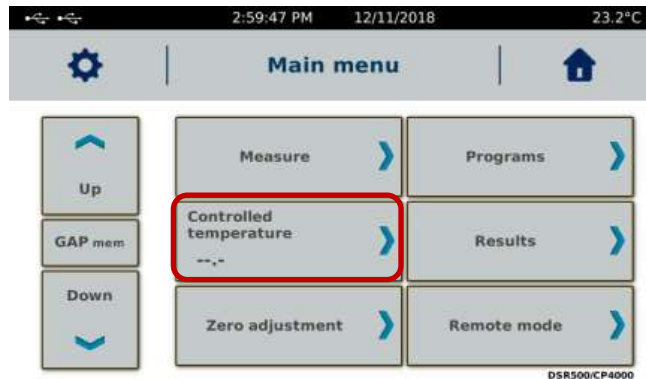 2:59:47 PM 12/11/2018 23.2°C
Main menu
Up
GAP mem
Down
Measure
Programs
Controlled
temperature
--.-
Results
Zero adjustment
Remote mode
DSR500/CP4000